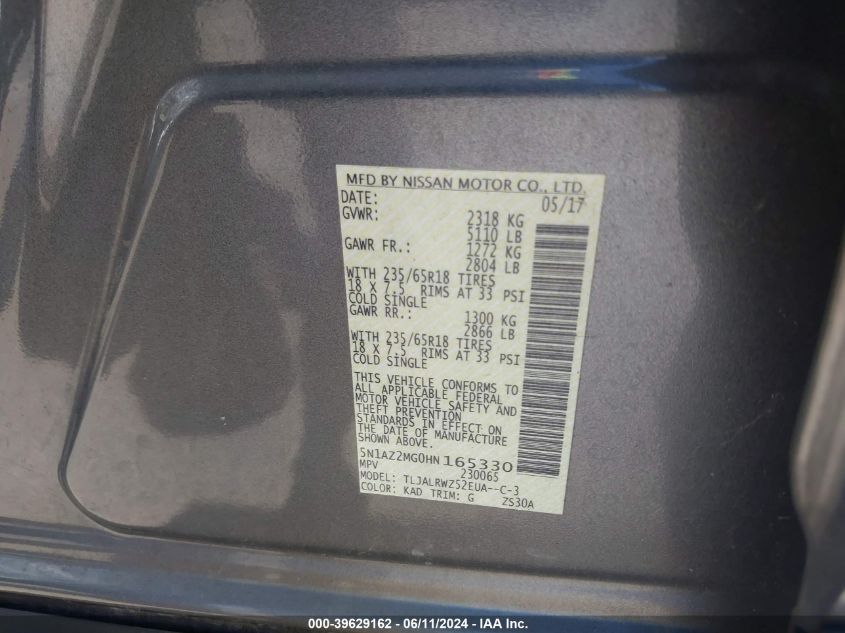 MFD BY NISSAN MOTOR CO., LTD.
DATE: 05/17
GVWR: 2318 KG
5110 LB
GAWR FR.: 1272 KG
2804 LB
WITH 235/65R18 TIRES
18 X 7.5 RIMS AT 33 PSI
COLD SINGLE
GAWR RR.: 1300 KG
2866 LB
WITH 235/65R18 TIRES
18 X 7.5 RIMS AT 33 PSI
COLD SINGLE
THIS VEHICLE CONFORMS TO
ALL APPLICABLE FEDERAL
MOTOR VEHICLE SAFETY AND
THEFT PREVENTION
STANDARDS IN EFFECT ON
THE DATE OF MANUFACTURE
SHOWN ABOVE.
5N1AZ2MG0HN165330
MPV 230065
MODEL: TLJALRWZ52EUA--C-3
COLOR: KAD TRIM: G ZS30A
000-39629162 - 06/11/2024 - IAA Inc.